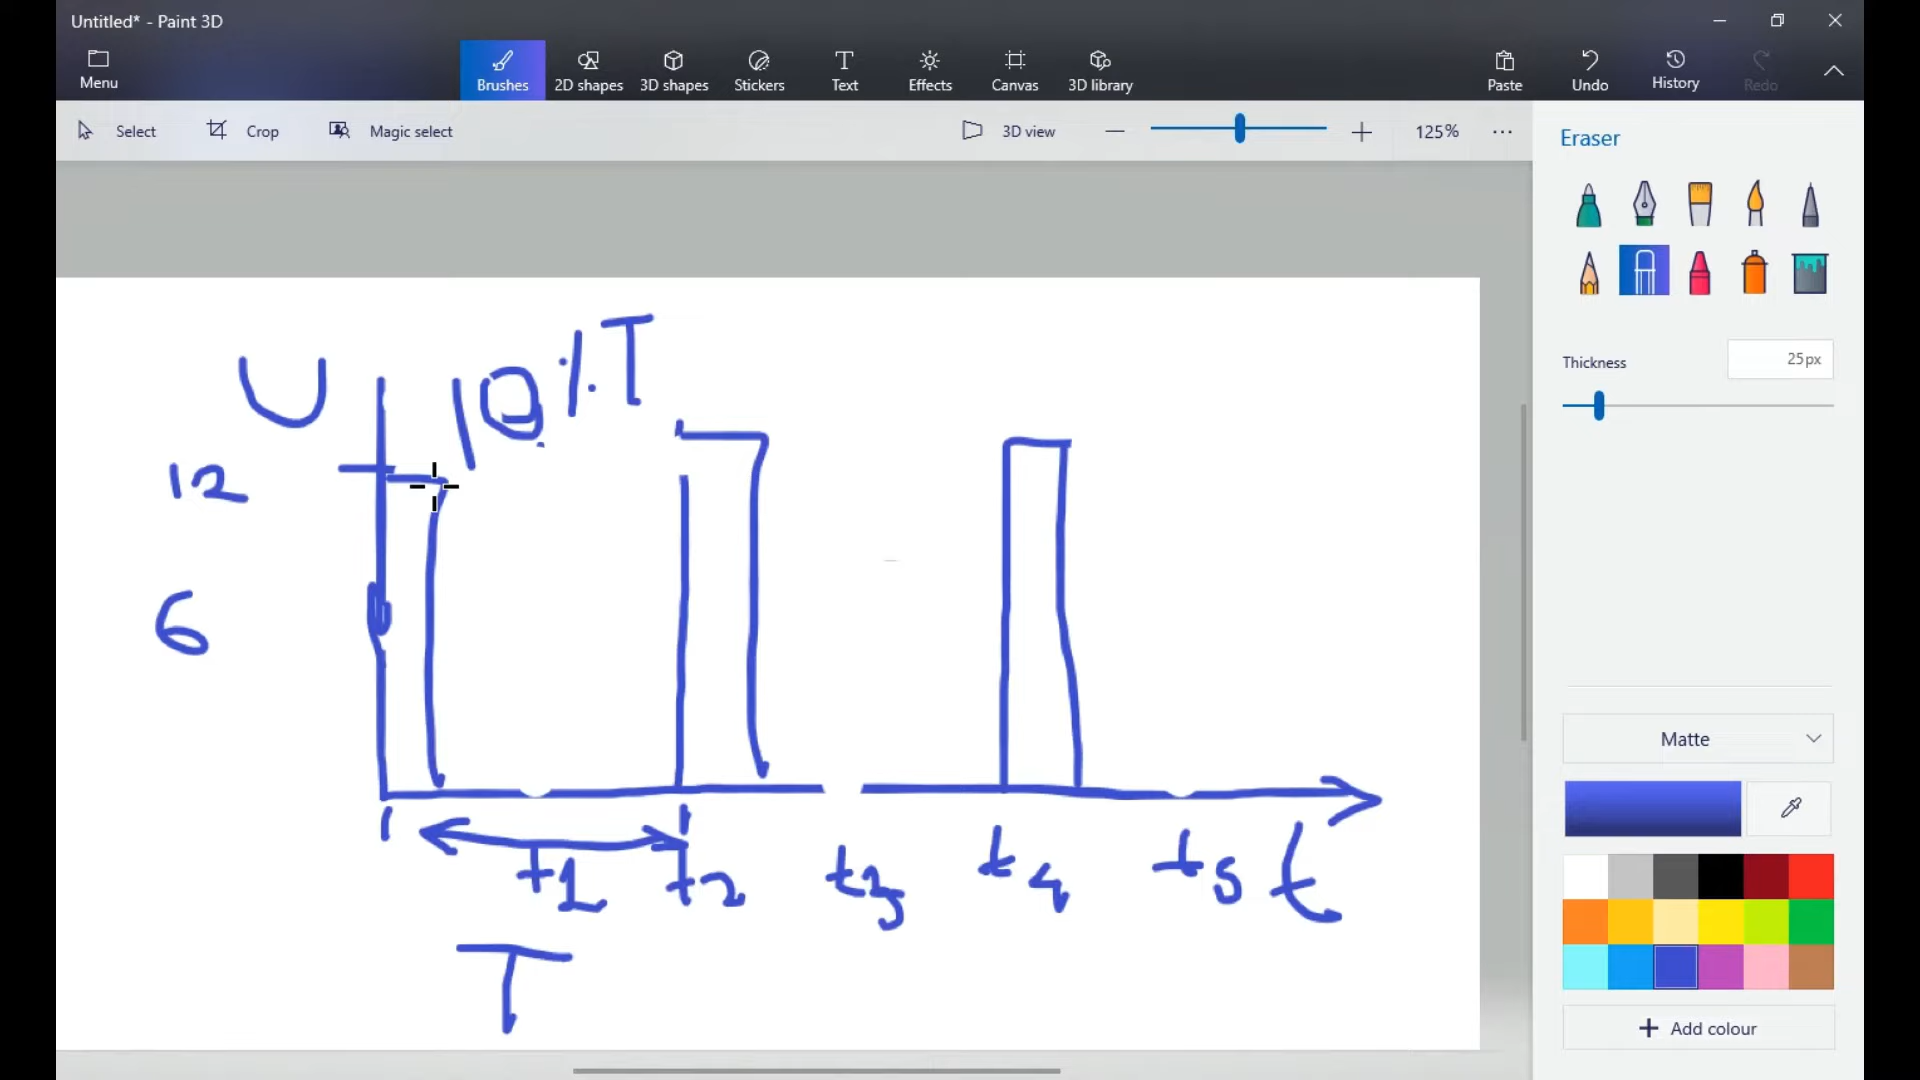 Untitled* - Paint 3D
Menu
Brushes 2D shapes 3D shapes Stickers Text Effects Canvas 3D library
Paste Undo History Redo
Select Crop Magic select
3D view 125%
Eraser
Thickness 25px
U 10%T
12
6
t1 t2 t3 t4 t5 t
T
Matte
Add colour